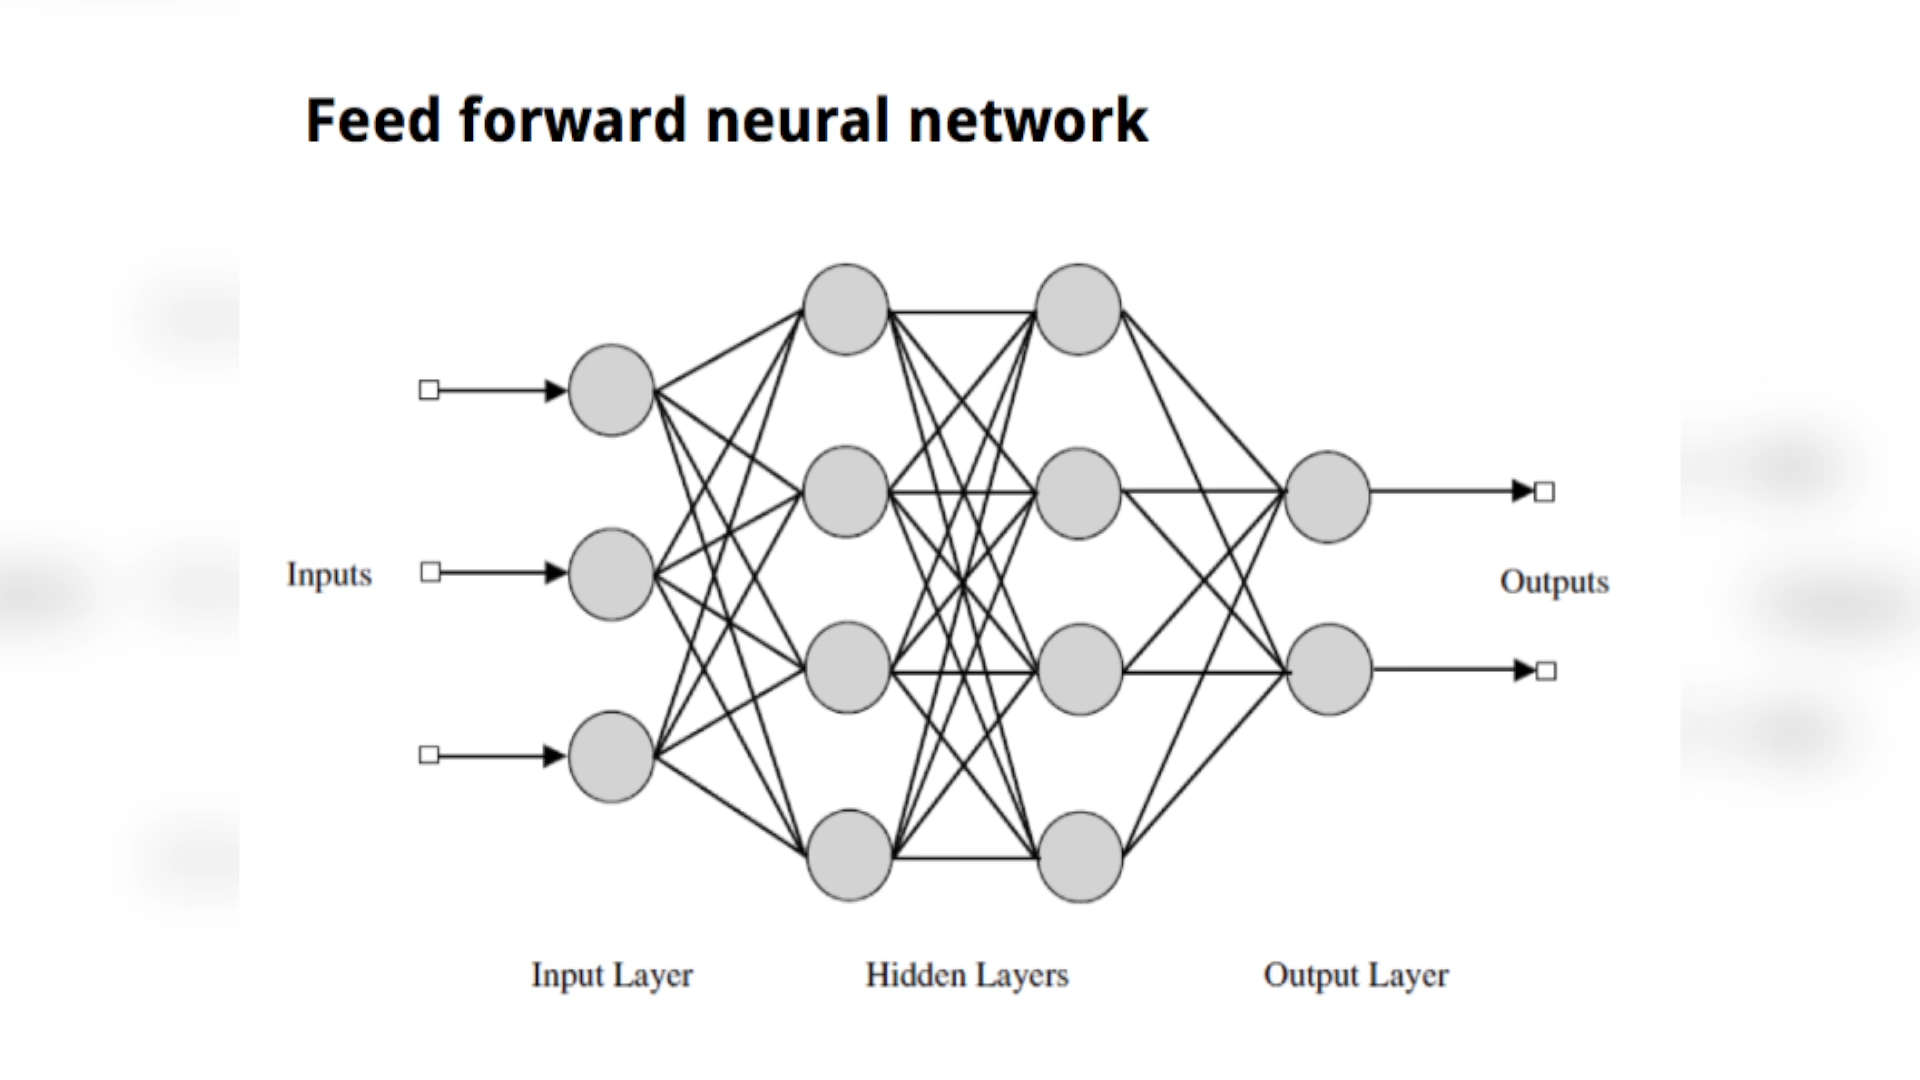 Feed forward neural network
Inputs
Outputs
Input Layer
Hidden Layers
Output Layer